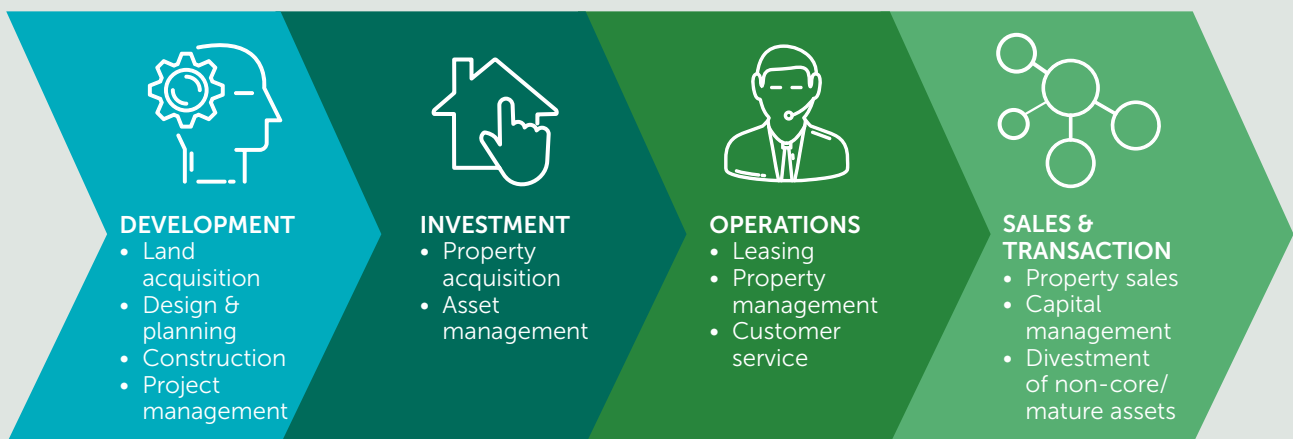 DEVELOPMENT
• Land
acquisition
• Design &
planning
• Construction
• Project
management
INVESTMENT
• Property
acquisition
• Asset
management
OPERATIONS
• Leasing
• Property
management
• Customer
service
SALES &
TRANSACTION
• Property sales
• Capital
management
• Divestment
of non-core/
mature assets